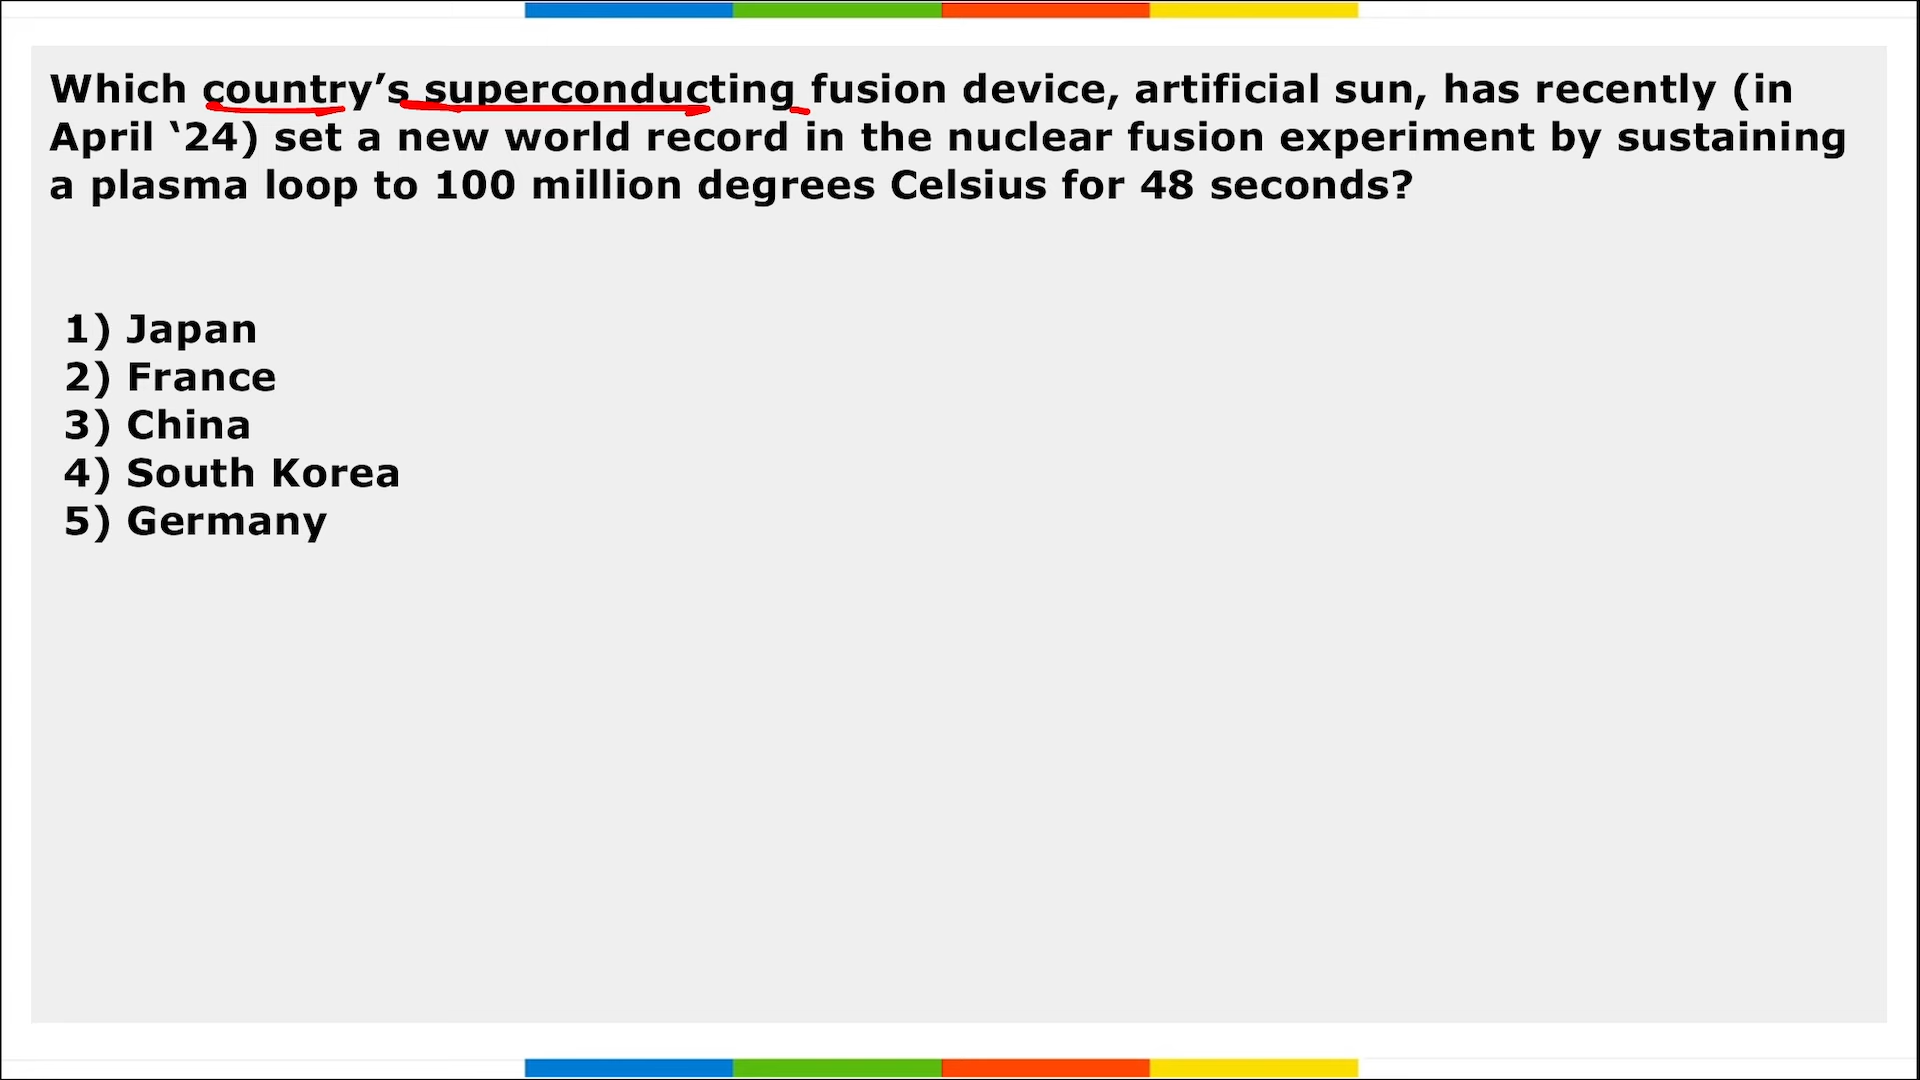 Which country’s superconducting fusion device, artificial sun, has recently (in
April ‘24) set a new world record in the nuclear fusion experiment by sustaining
a plasma loop to 100 million degrees Celsius for 48 seconds?
1) Japan
2) France
3) China
4) South Korea
5) Germany